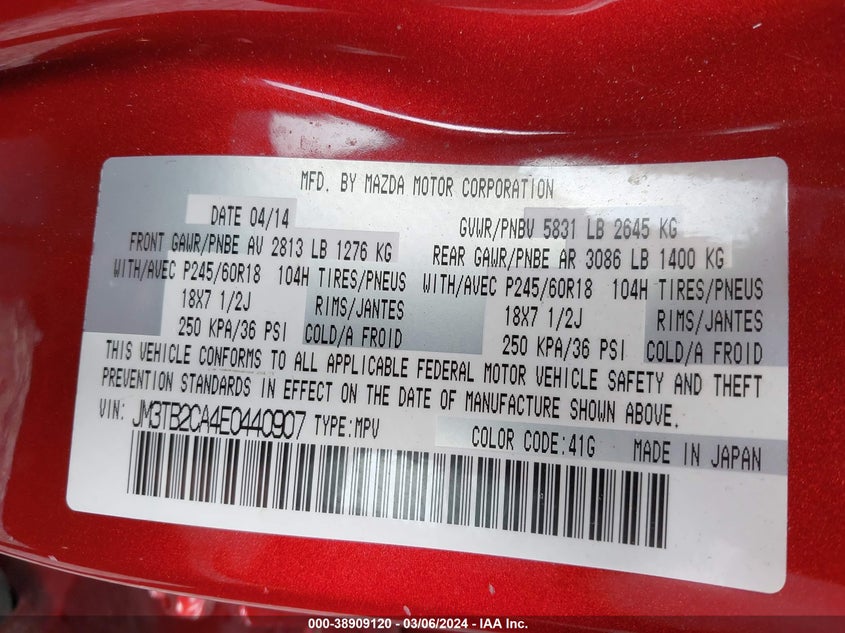 MFD. BY MAZDA MOTOR CORPORATION
DATE 04/14 GVWR/PNBV 5831 LB 2645 KG
FRONT GAWR/PNBE AV 2813 LB 1276 KG REAR GAWR/PNBE AR 3086 LB 1400 KG
WITH/AVEC P245/60R18 104H TIRES/PNEUS WITH/AVEC P245/60R18 104H TIRES/PNEUS
18X7 1/2J RIMS/JANTES 18X7 1/2J RIMS/JANTES
250 KPA/36 PSI COLD/A FROID 250 KPA/36 PSI COLD/A FROID
THIS VEHICLE CONFORMS TO ALL APPLICABLE FEDERAL MOTOR VEHICLE SAFETY AND THEFT
PREVENTION STANDARDS IN EFFECT ON THE DATE OF MANUFACTURE SHOWN ABOVE.
VIN: JM3TB2CA4E0440907 TYPE:MPV COLOR CODE:41G MADE IN JAPAN
000-38909120 — 03/06/2024 — IAA Inc.